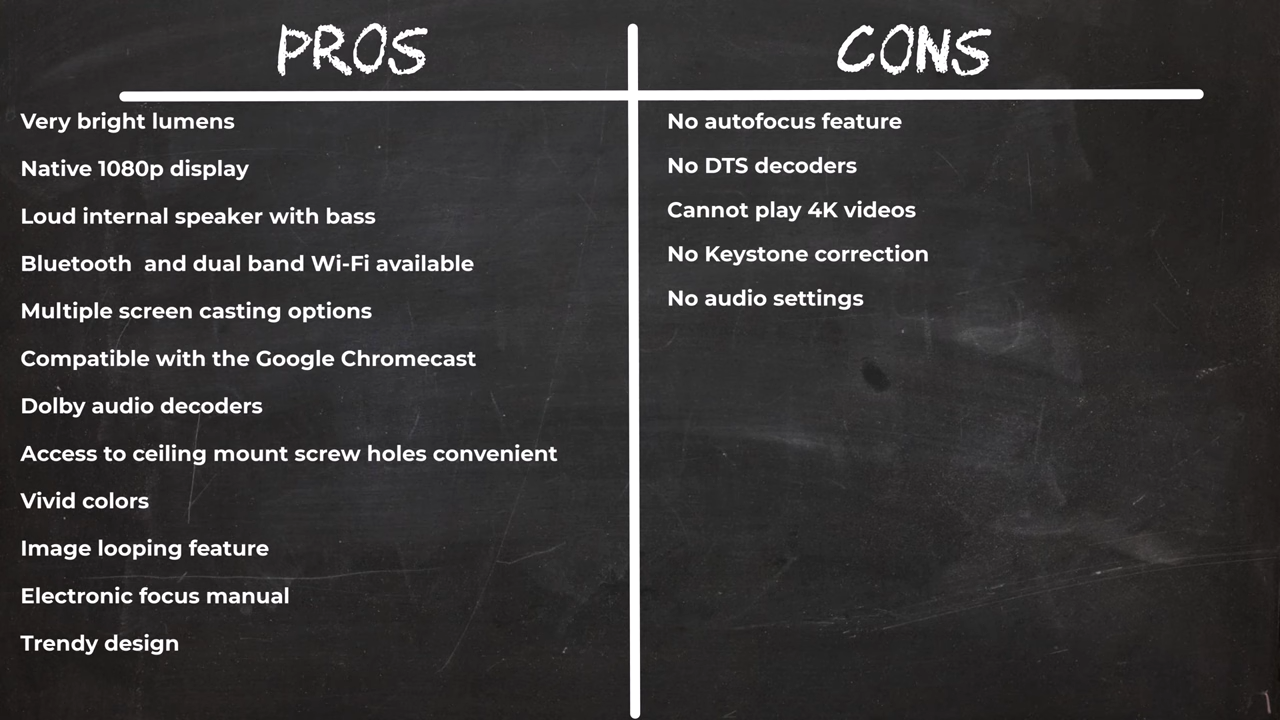 PROS
Very bright lumens
Native 1080p display
Loud internal speaker with bass
Bluetooth  and dual band Wi-Fi available
Multiple screen casting options
Compatible with the Google Chromecast
Dolby audio decoders
Access to ceiling mount screw holes convenient
Vivid colors
Image looping feature
Electronic focus manual
Trendy design
CONS
No autofocus feature
No DTS decoders
Cannot play 4K videos
No Keystone correction
No audio settings